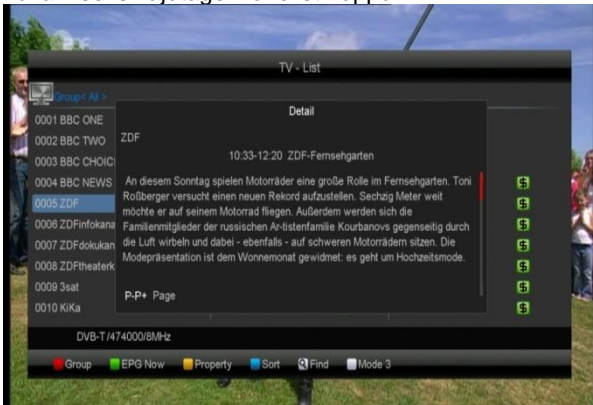 TV - List
Group< All >
Detail
0001 BBC ONE
0002 BBC TWO
ZDF
10:33-12:20 ZDF-Fernsehgarten
0003 BBC CHOIC
0004 BBC NEWS
0005 ZDF
0006 ZDFinfokana
0007 ZDFdokukan
0008 ZDFtheaterk
0009 3sat
0010 KiKa
An diesem Sonntag spielen Motorräder eine große Rolle im Fernsehgarten. Toni
Roßberger versucht einen neuen Rekord aufzustellen. Sechzig Meter weit
möchte er auf seinem Motorrad fliegen. Außerdem werden sich die
Familienmitglieder der russischen Ar-tistenfamilie Kourbanovs gegenseitig durch
die Luft wirbeln und dabei - ebenfalls - auf schweren Motorrädern sitzen. Die
Modepräsentation ist dem Wonnemonat gewidmet: es geht um Hochzeitsmode.
P-P+ Page
DVB-T /474000/8MHz
Group EPG Now Property Sort Find Mode 3